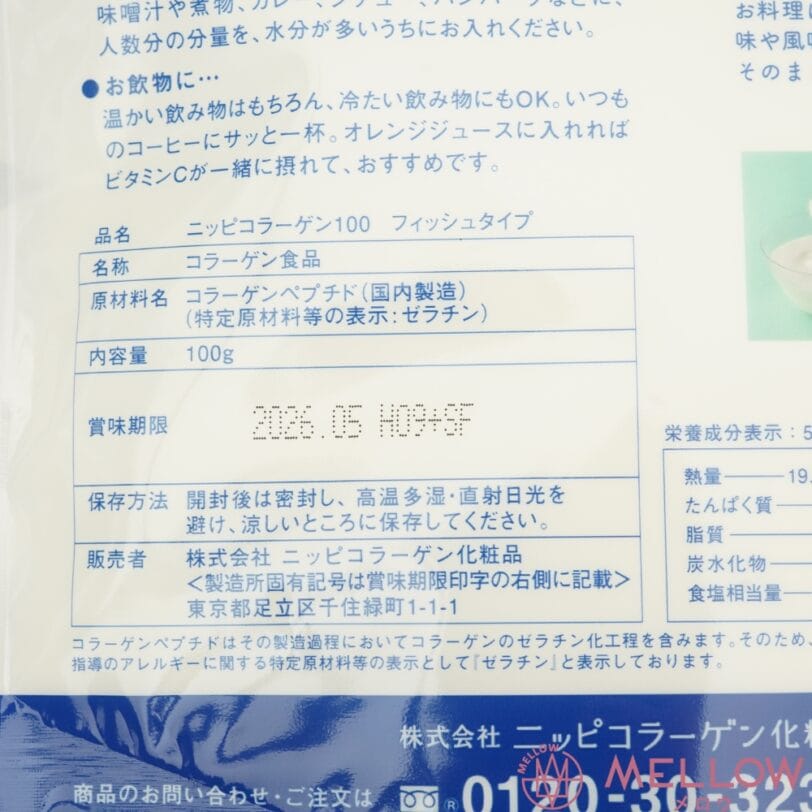 味噌汁や煮物、カレー、シチュー、ハンバーグなどに、
人数分の分量を、水分が多いうちにお入れください。
●お飲物に…
温かい飲み物はもちろん、冷たい飲み物にもOK。いつも
のコーヒーにサッと一杯。オレンジジュースに入れれば
ビタミンCが一緒に摂れて、おすすめです。
お料理
味や風
そのま
品名 ニッピコラーゲン100 フィッシュタイプ
名称 コラーゲン食品
原材料名 コラーゲンペプチド(国内製造)
(特定原材料等の表示:ゼラチン)
内容量 100g
賞味期限 2026.05 H09+SF
保存方法 開封後は密封し、高温多湿・直射日光を
避け、涼しいところに保存してください。
販売者 株式会社 ニッピコラーゲン化粧品
<製造所固有記号は賞味期限印字の右側に記載>
東京都足立区千住緑町1-1-1
栄養成分表示:5
熱量 19.
たんぱく質
脂質
炭水化物
食塩相当量
コラーゲンペプチドはその製造過程においてコラーゲンのゼラチン化工程を含みます。そのため、
指導のアレルギーに関する特定原材料等の表示として『ゼラチン』と表示しております。
株式会社 ニッピコラーゲン化粧
商品のお問い合わせ・ご注文は 0120-30-32
MELLOW
MELLOW